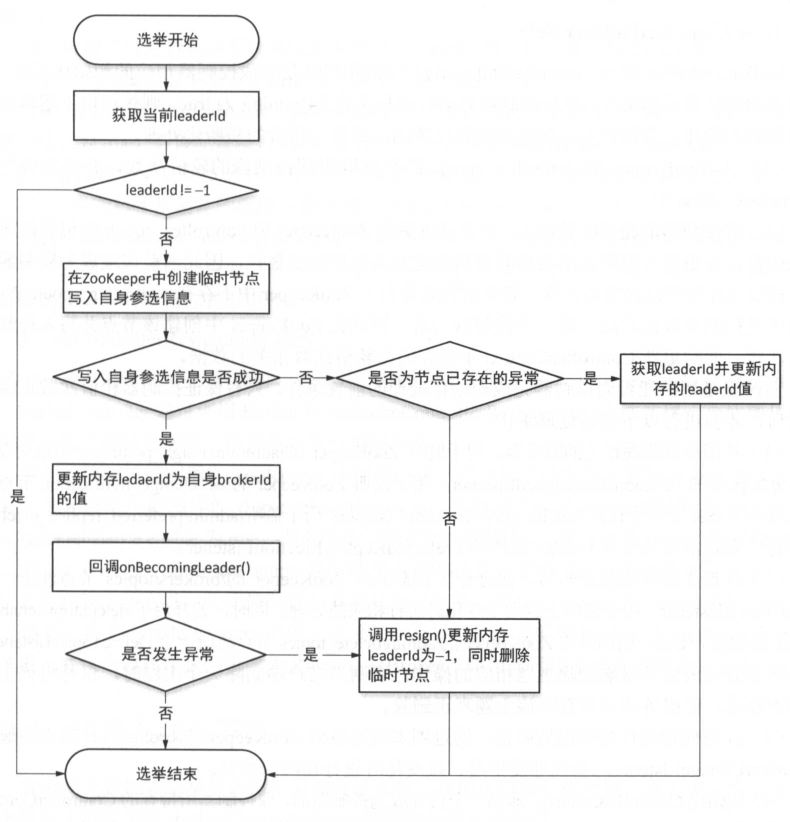 选举开始
获取当前leaderId
leaderId != −1
否
在ZooKeeper中创建临时节点
写入自身参选信息
写入自身参选信息是否成功
否
是否为节点已存在的异常
是
获取leaderId并更新内
存的leaderId值
是
更新内存ledaerId为自身brokerId
的值
是
否
回调onBecomingLeader()
是否发生异常
是
调用resign()更新内存
leaderId为−1，同时删除
临时节点
否
选举结束